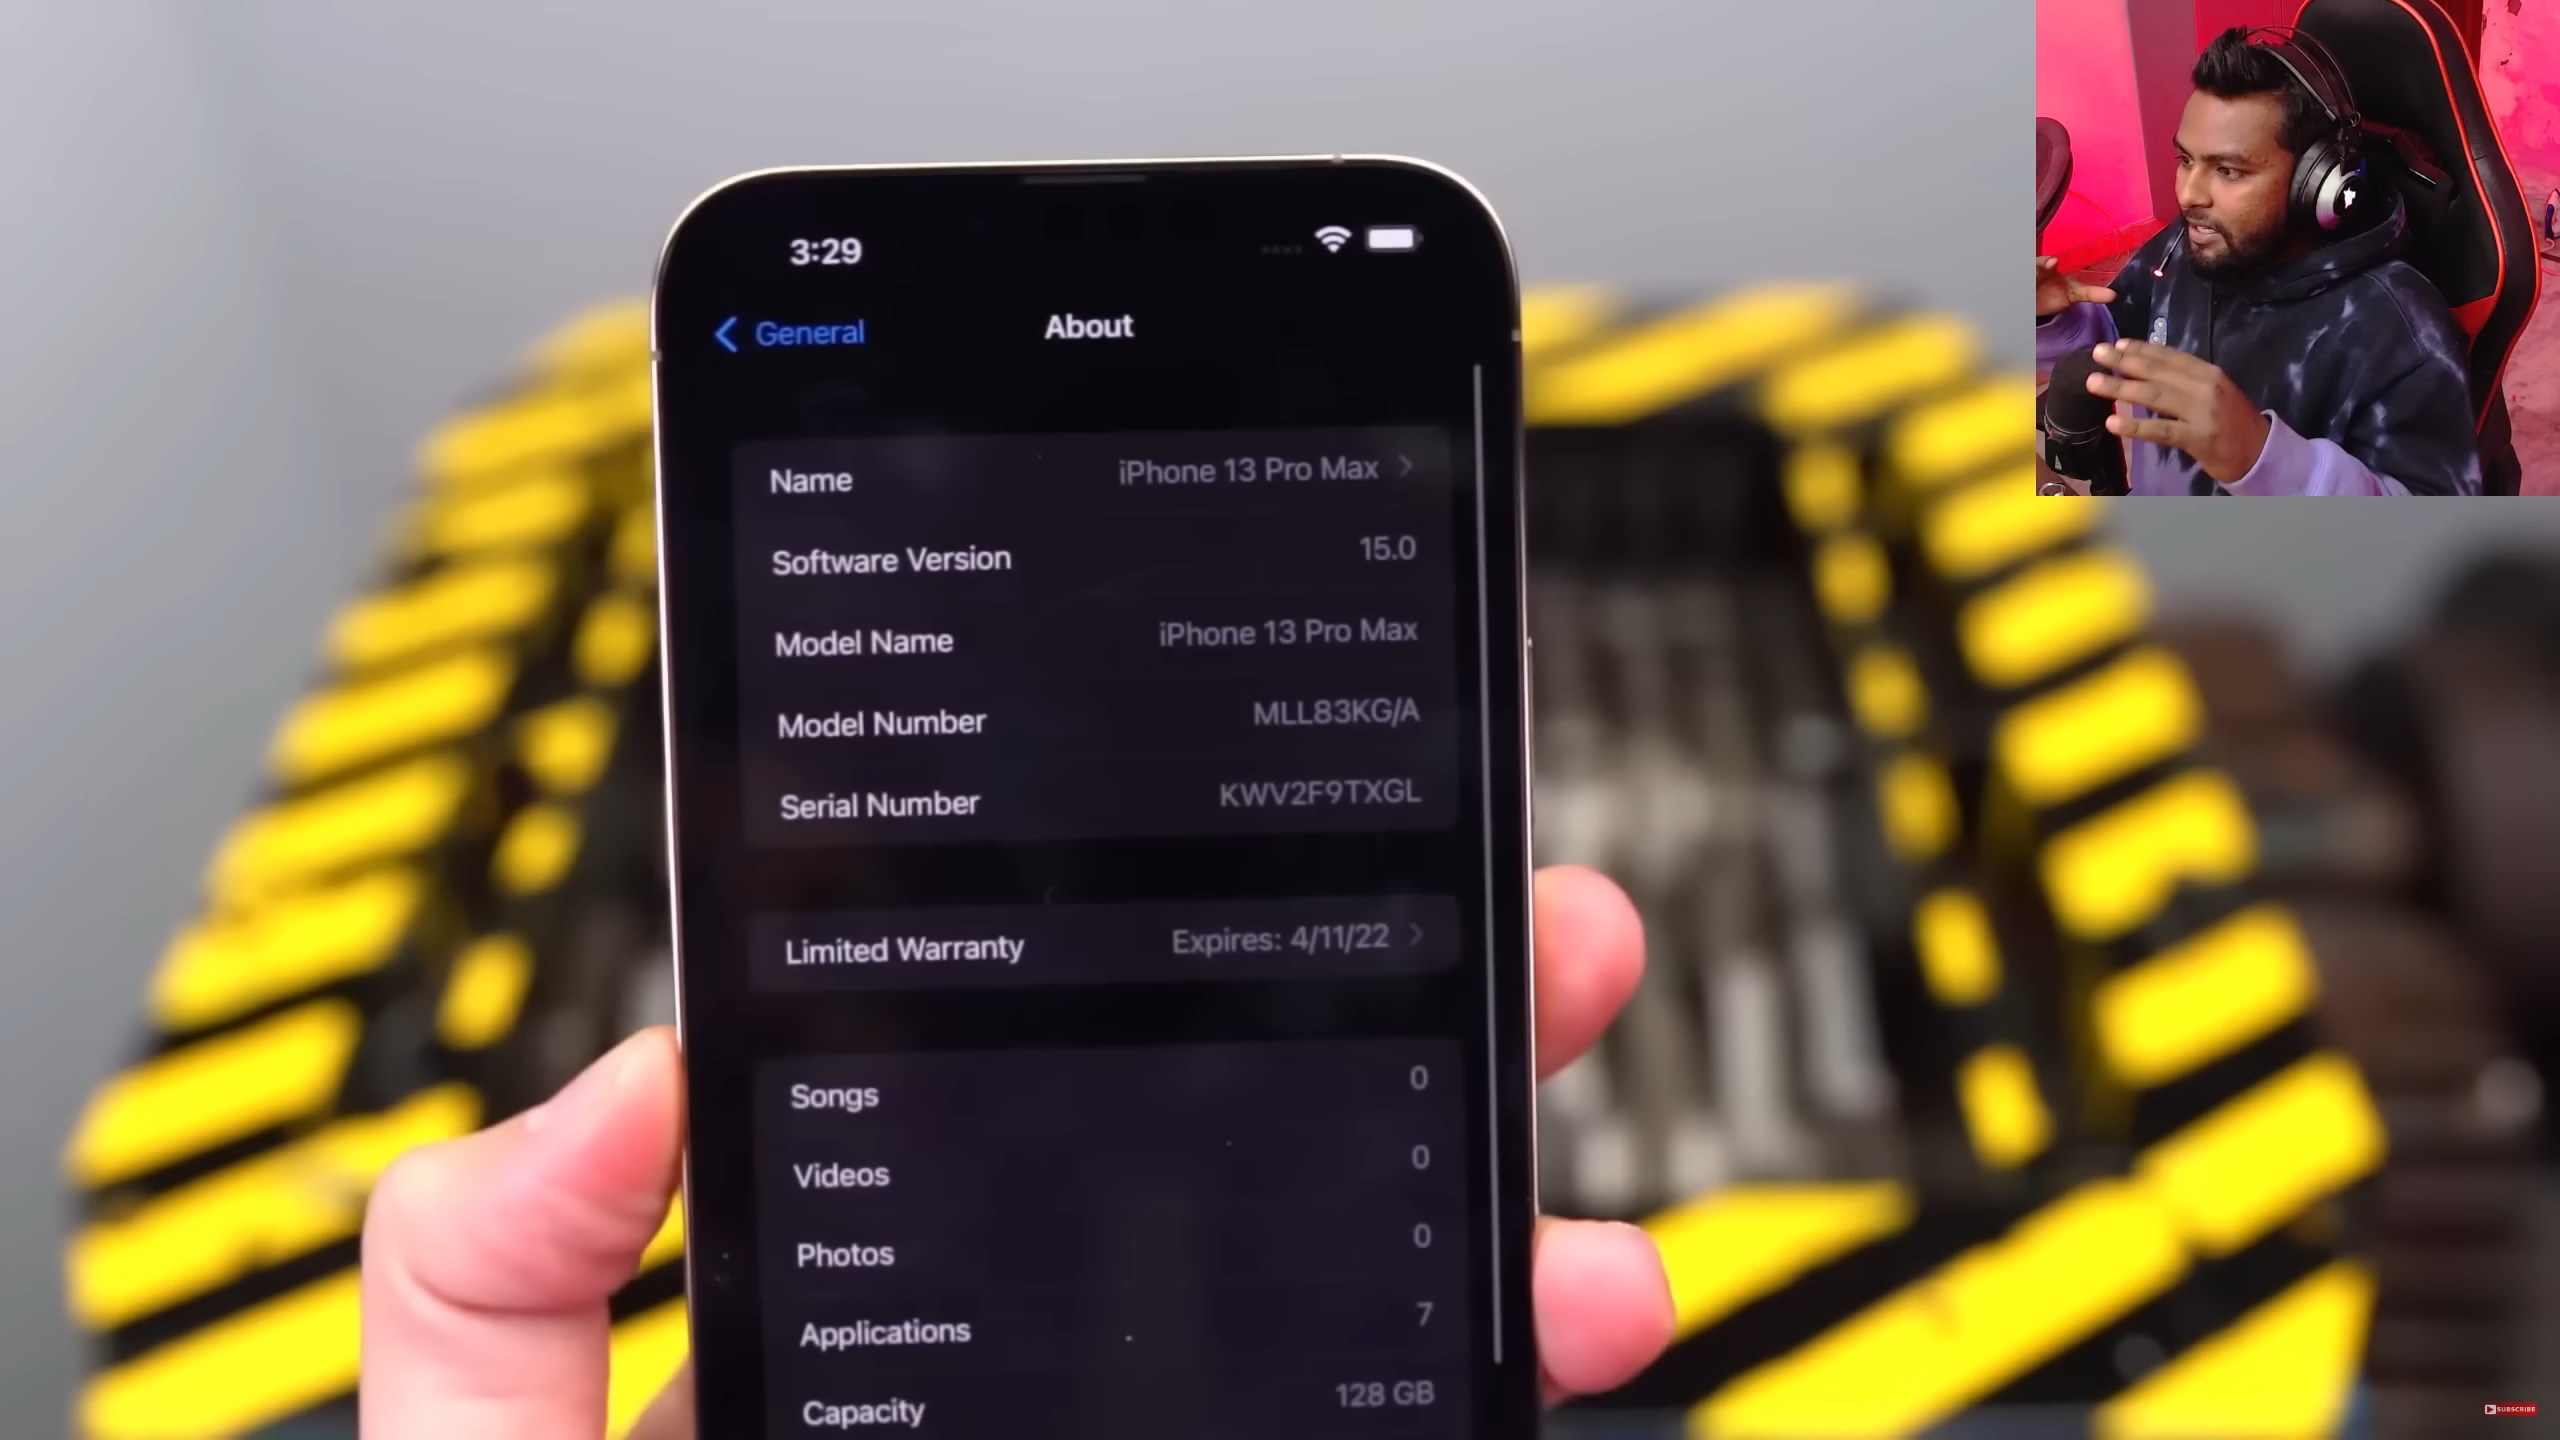 3:29
General
About
Name iPhone 13 Pro Max
Software Version 15.0
Model Name iPhone 13 Pro Max
Model Number MLL83KG/A
Serial Number KWV2F9TXGL
Limited Warranty Expires: 4/11/22
Songs 0
Videos 0
Photos 0
Applications 7
Capacity 128 GB
SUBSCRIBE